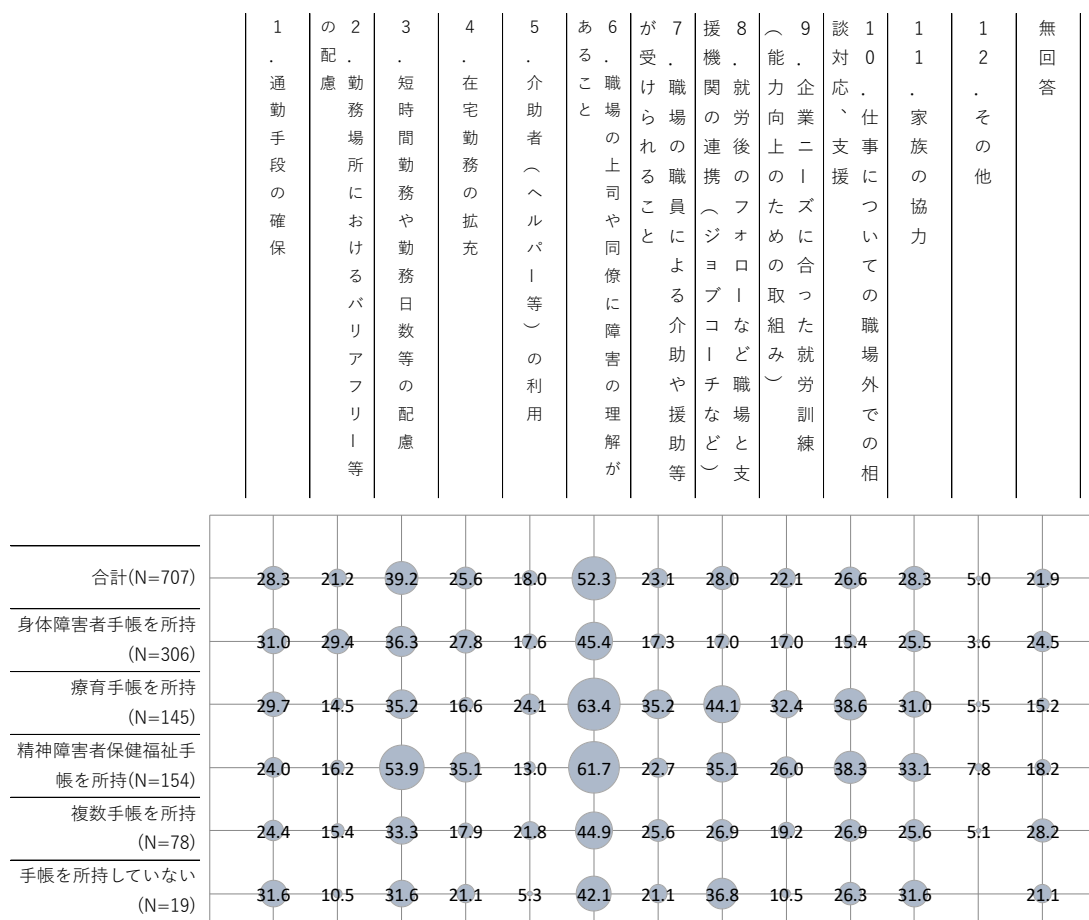 1．通勤手段の確保
2．勤務場所におけるバリアフリー等
の配慮
3．短時間勤務や勤務日数等の配慮
4．在宅勤務の拡充
5．介助者（ヘルパー等）の利用
6．職場の上司や同僚に障害の理解が
あること
7．職場の職員による介助や援助等
が受けられること
8．就労後のフォローなど職場と支
援機関の連携（ジョブコーチなど）
9．企業ニーズに合った就労訓練
（能力向上のための取組み）
10．仕事についての職場外での相
談対応、支援
11．家族の協力
12．その他
無回答
合計(N=707) 28.3 21.2 39.2 25.6 18.0 52.3 23.1 28.0 22.1 26.6 28.3 5.0 21.9
身体障害者手帳を所持
(N=306) 31.0 29.4 36.3 27.8 17.6 45.4 17.3 17.0 17.0 15.4 25.5 3.6 24.5
療育手帳を所持
(N=145) 29.7 14.5 35.2 16.6 24.1 63.4 35.2 44.1 32.4 38.6 31.0 5.5 15.2
精神障害者保健福祉手
帳を所持(N=154) 24.0 16.2 53.9 35.1 13.0 61.7 22.7 35.1 26.0 38.3 33.1 7.8 18.2
複数手帳を所持
(N=78) 24.4 15.4 33.3 17.9 21.8 44.9 25.6 26.9 19.2 26.9 25.6 5.1 28.2
手帳を所持していない
(N=19) 31.6 10.5 31.6 21.1 5.3 42.1 21.1 36.8 10.5 26.3 31.6 21.1